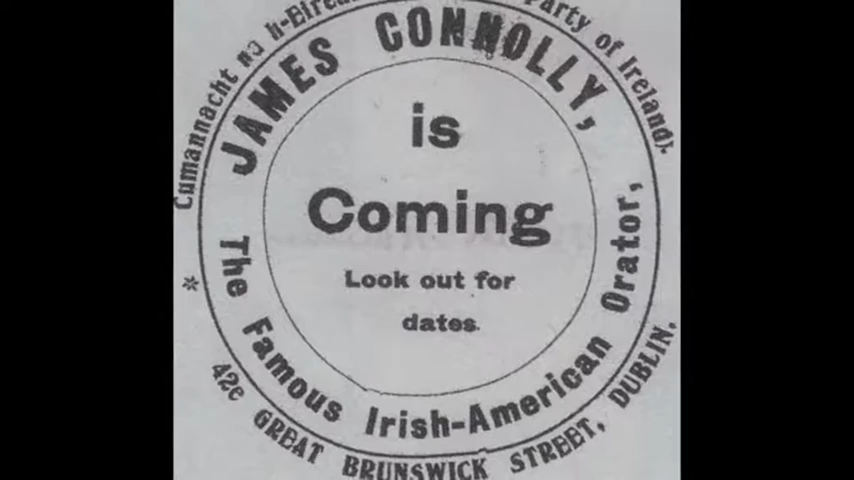 Cumannacht na h-Eirea
Party of Ireland).
JAMES CONNOLLY,
is
Coming
Look out for
dates.
The Famous Irish-American Orator,
* 42c GREAT BRUNSWICK STREET, DUBLIN.